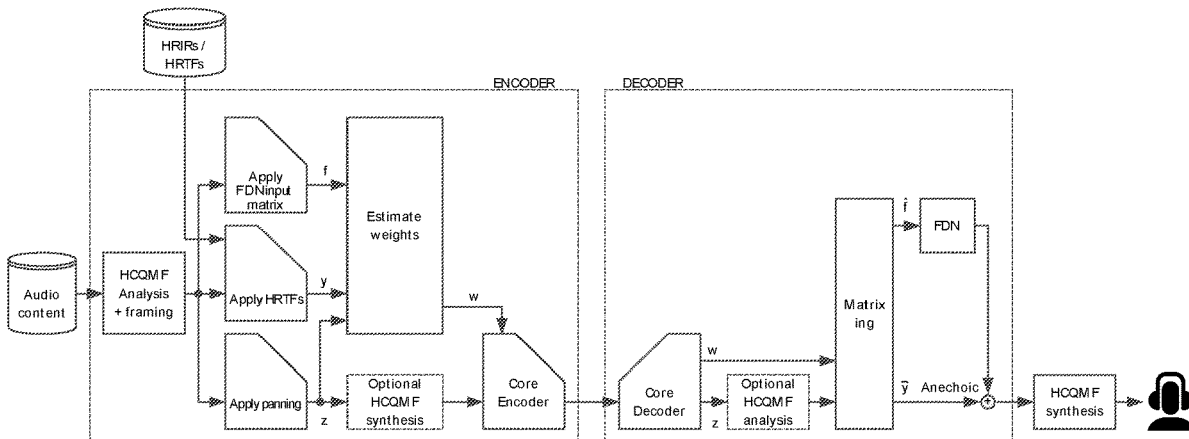 HRIRs /
HRTFs
ENCODER
DECODER
Apply
FDNinput
matrix
f
Estimate
weights
f̂
FDN
Audio
content
HCQMF
Analysis
+ framing
Apply HRTFs
y
w
Matrix
ing
Apply panning
z
Optional
HCQMF
synthesis
Core
Encoder
Core
Decoder
w
z
Optional
HCQMF
analysis
ŷ
Anechoic
+
HCQMF
synthesis